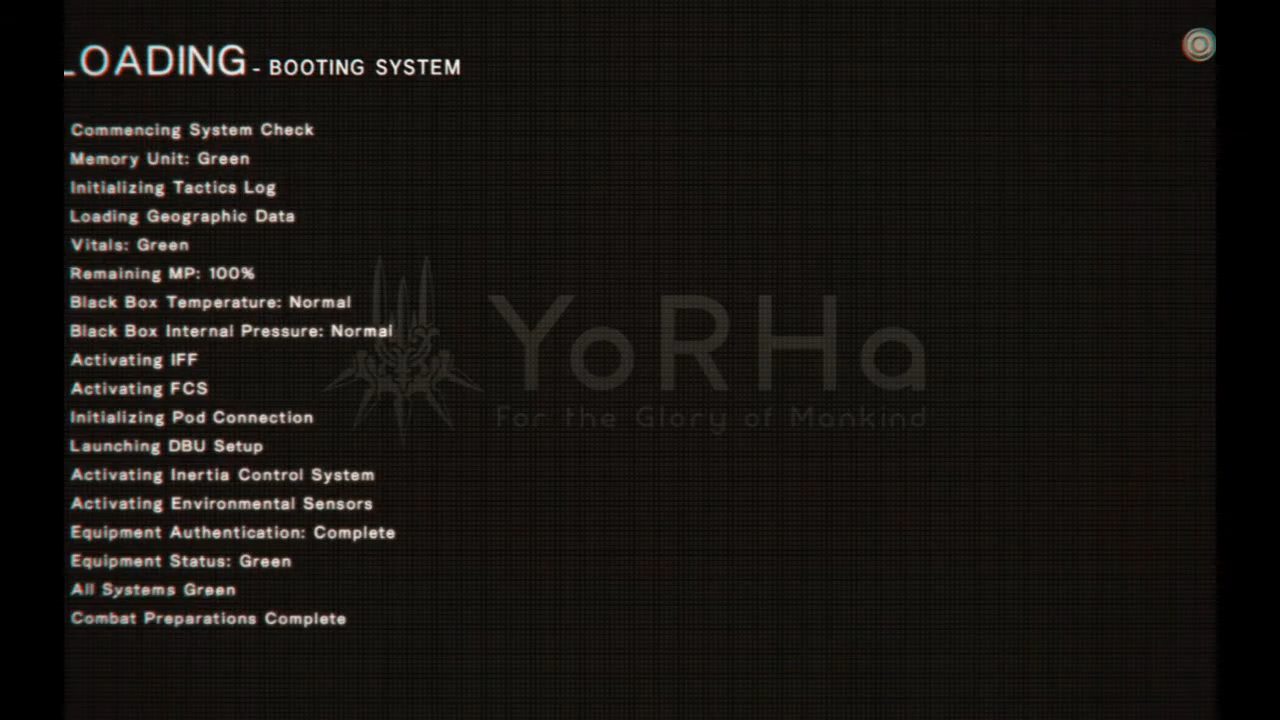 LOADING - BOOTING SYSTEM
Commencing System Check
Memory Unit: Green
Initializing Tactics Log
Loading Geographic Data
Vitals: Green
Remaining MP: 100%
Black Box Temperature: Normal
Black Box Internal Pressure: Normal
Activating IFF
Activating FCS
Initializing Pod Connection
Launching DBU Setup
Activating Inertia Control System
Activating Environmental Sensors
Equipment Authentication: Complete
Equipment Status: Green
All Systems Green
Combat Preparations Complete
YoRHa
For the Glory of Mankind